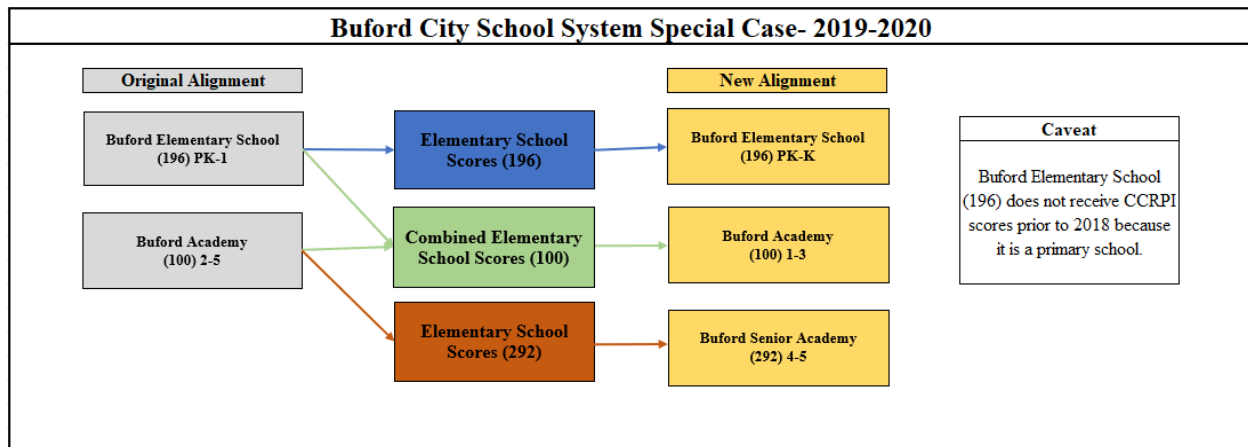 Buford City School System Special Case- 2019-2020
Original Alignment
New Alignment
Buford Elementary School
(196) PK-1
Elementary School
Scores (196)
Buford Elementary School
(196) PK-K
Buford Academy
(100) 2-5
Combined Elementary
School Scores (100)
Buford Academy
(100) 1-3
Elementary School
Scores (292)
Buford Senior Academy
(292) 4-5
Caveat
Buford Elementary School
(196) does not receive CCRPI
scores prior to 2018 because
it is a primary school.